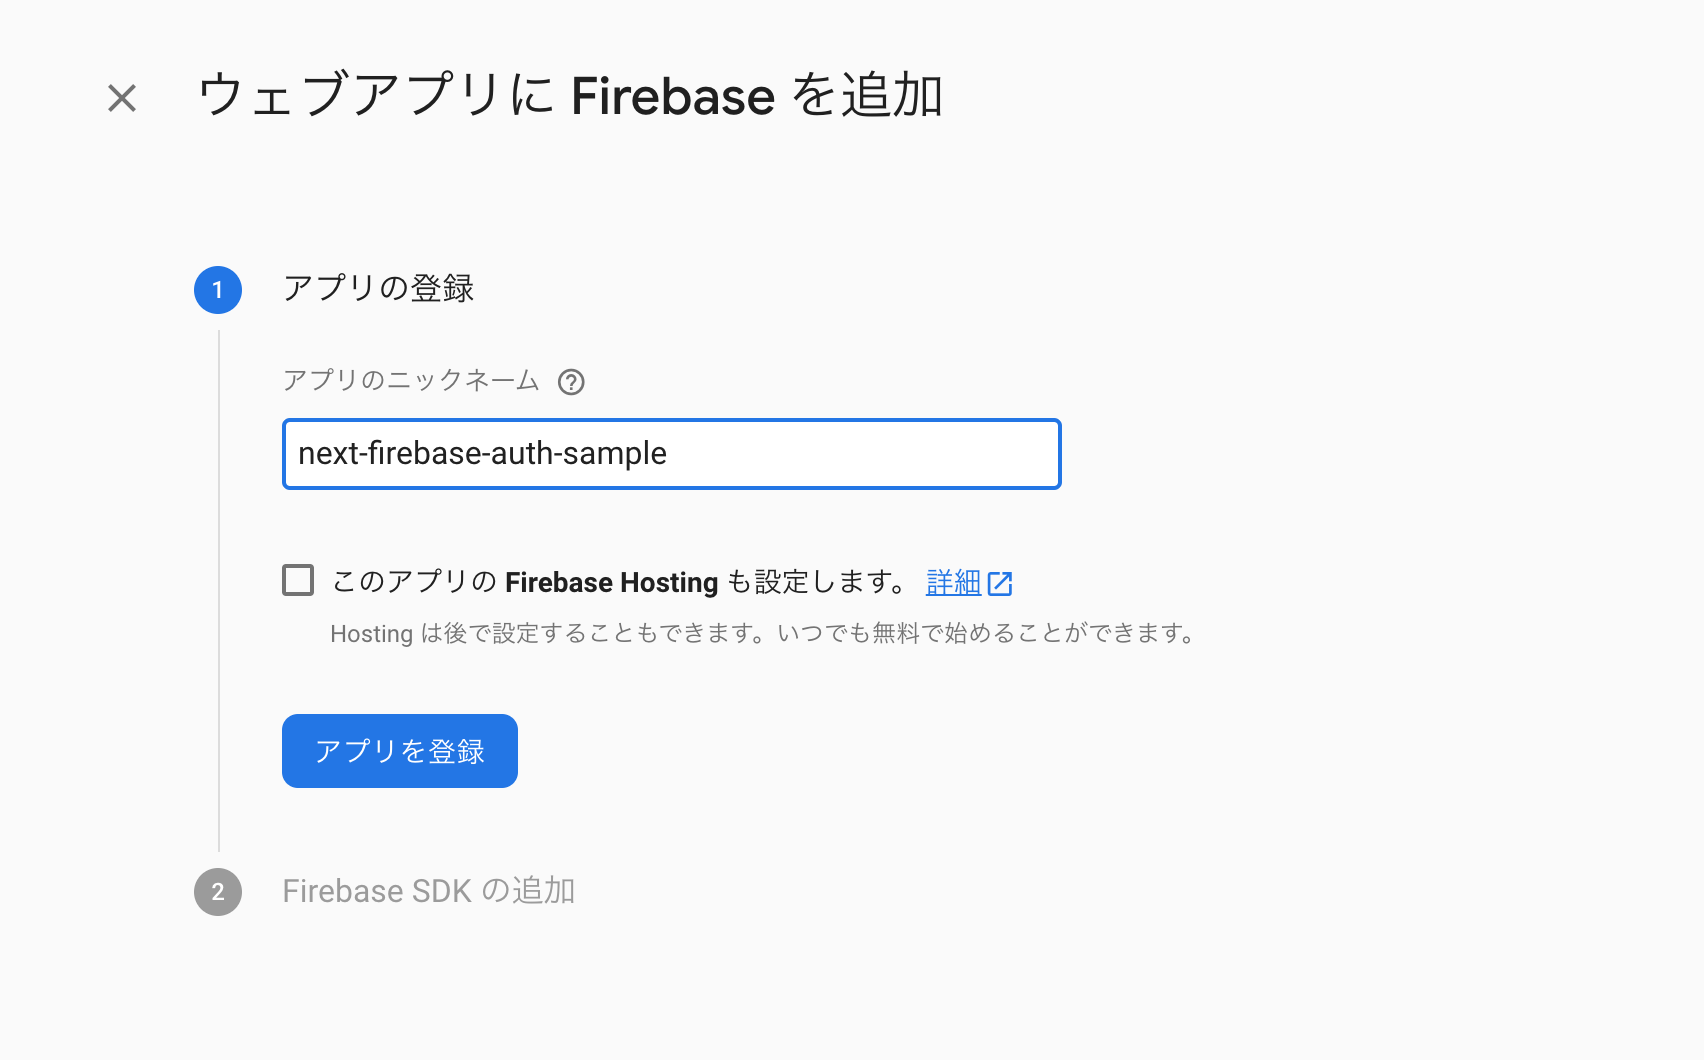 ウェブアプリに Firebase を追加
1 アプリの登録
アプリのニックネーム ?
next-firebase-auth-sample
このアプリの Firebase Hosting も設定します。 詳細
Hosting は後で設定することもできます。いつでも無料で始めることができます。
アプリを登録
2 Firebase SDK の追加